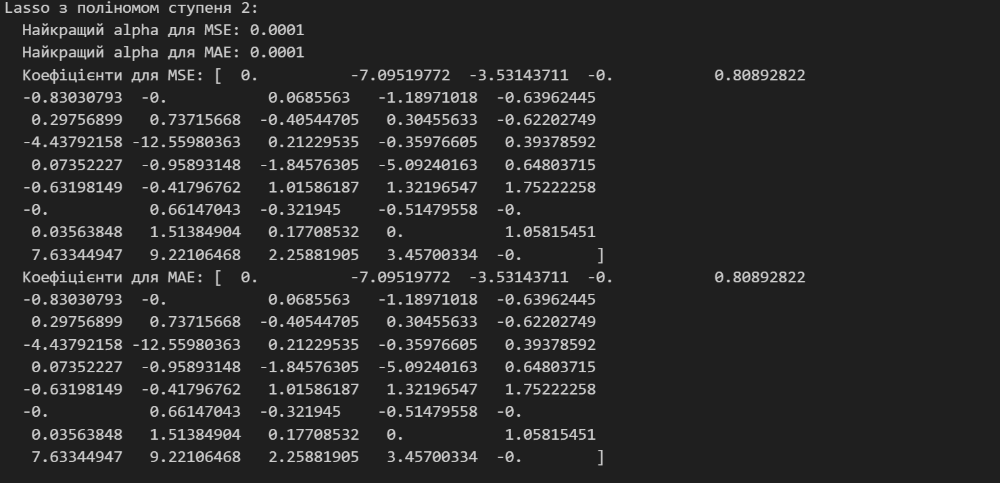 Lasso з поліномом ступеня 2:
  Найкращий alpha для MSE: 0.0001
  Найкращий alpha для MAE: 0.0001
  Коефіцієнти для MSE: [  0.          -7.09519772  -3.53143711  -0.           0.80892822
  -0.83030793  -0.           0.0685563   -1.18971018  -0.63962445
   0.29756899   0.73715668  -0.40544705   0.30455633  -0.62202749
  -4.43792158 -12.55980363   0.21229535  -0.35976605   0.39378592
   0.07352227  -0.95893148  -1.84576305  -5.09240163   0.64803715
  -0.63198149  -0.41796762   1.01586187   1.32196547   1.75222258
  -0.           0.66147043  -0.321945    -0.51479558  -0.
   0.03563848   1.51384904   0.17708532   0.           1.05815451
   7.63344947   9.22106468   2.25881905   3.45700334  -0.        ]
  Коефіцієнти для MAE: [  0.          -7.09519772  -3.53143711  -0.           0.80892822
  -0.83030793  -0.           0.0685563   -1.18971018  -0.63962445
   0.29756899   0.73715668  -0.40544705   0.30455633  -0.62202749
  -4.43792158 -12.55980363   0.21229535  -0.35976605   0.39378592
   0.07352227  -0.95893148  -1.84576305  -5.09240163   0.64803715
  -0.63198149  -0.41796762   1.01586187   1.32196547   1.75222258
  -0.           0.66147043  -0.321945    -0.51479558  -0.
   0.03563848   1.51384904   0.17708532   0.           1.05815451
   7.63344947   9.22106468   2.25881905   3.45700334  -0.        ]